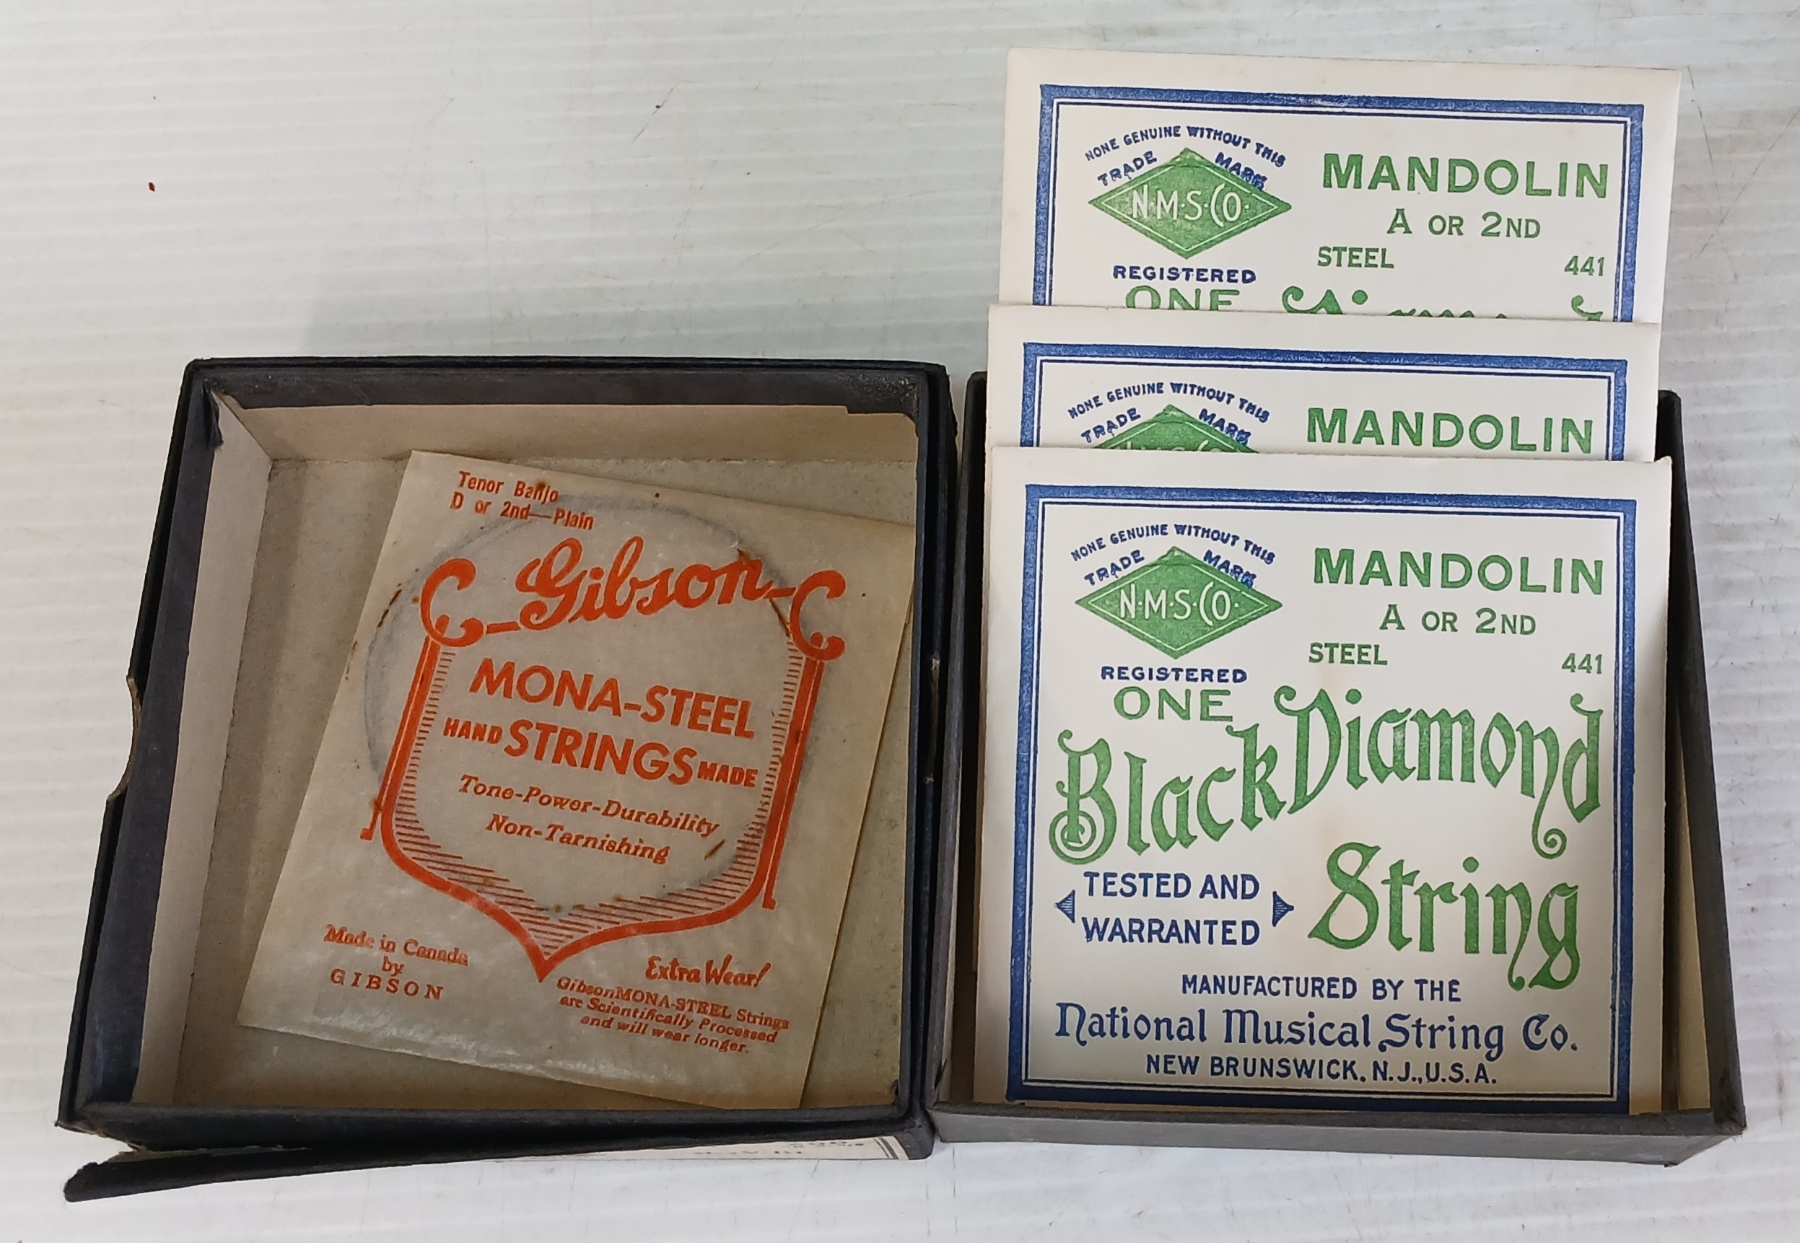 Tenor Banjo
D or 2nd—Plain
Gibson
MONA-STEEL
HAND STRINGS MADE
Tone-Power-Durability
Non-Tarnishing
Made in Canada
by
GIBSON
Extra Wear!
Gibson MONA-STEEL Strings
are Scientifically Processed
and will wear longer.
NONE GENUINE WITHOUT THIS
TRADE MARK
N·M·S·CO·
REGISTERED
MANDOLIN
A OR 2ND
STEEL 441
ONE
NONE GENUINE WITHOUT THIS
TRADE MARK
MANDOLIN
NONE GENUINE WITHOUT THIS
TRADE MARK
N·M·S·CO·
REGISTERED
MANDOLIN
A OR 2ND
STEEL 441
ONE
Black Diamond
String
TESTED AND
WARRANTED
MANUFACTURED BY THE
National Musical String Co.
NEW BRUNSWICK, N.J., U.S.A.